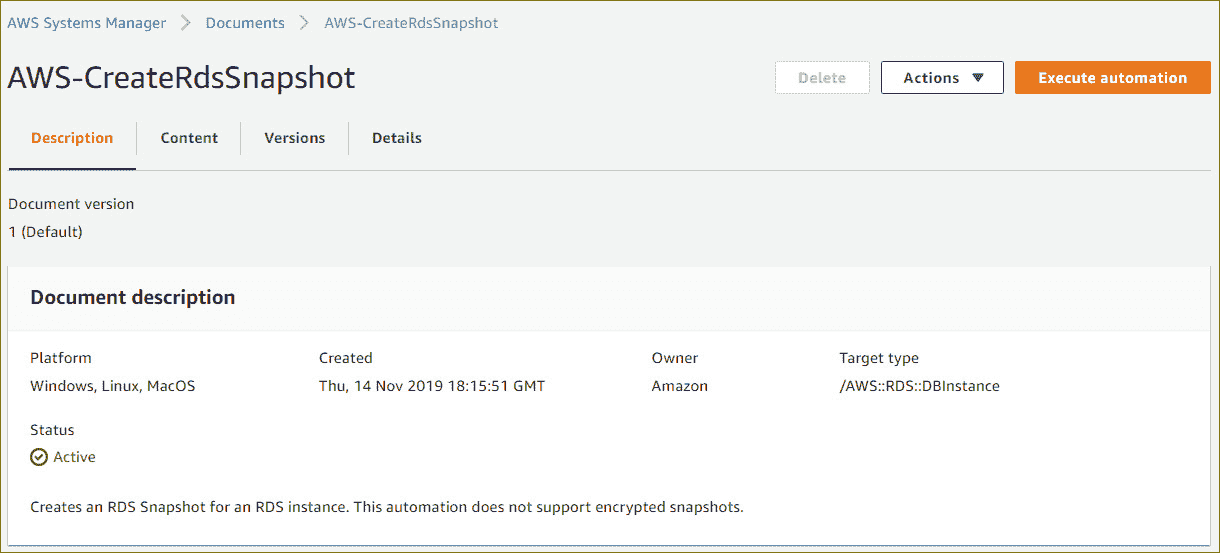 AWS Systems Manager > Documents > AWS-CreateRdsSnapshot
AWS-CreateRdsSnapshot Delete Actions Execute automation
Description Content Versions Details
Document version
1 (Default)
Document description
Platform Created Owner Target type
Windows, Linux, MacOS Thu, 14 Nov 2019 18:15:51 GMT Amazon /AWS::RDS::DBInstance
Status
Active
Creates an RDS Snapshot for an RDS instance. This automation does not support encrypted snapshots.